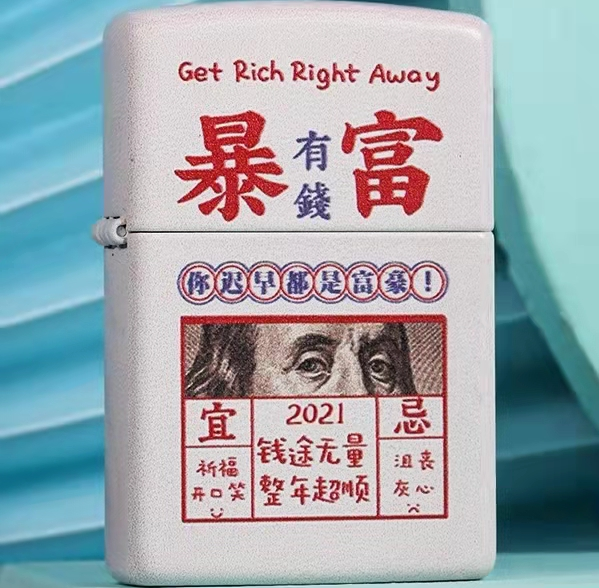 Get Rich Right Away
暴有錢富
你迟早都是富豪!
宜
2021
忌
钱途无量
整年超顺
祈福
开口笑
沮丧
灰心